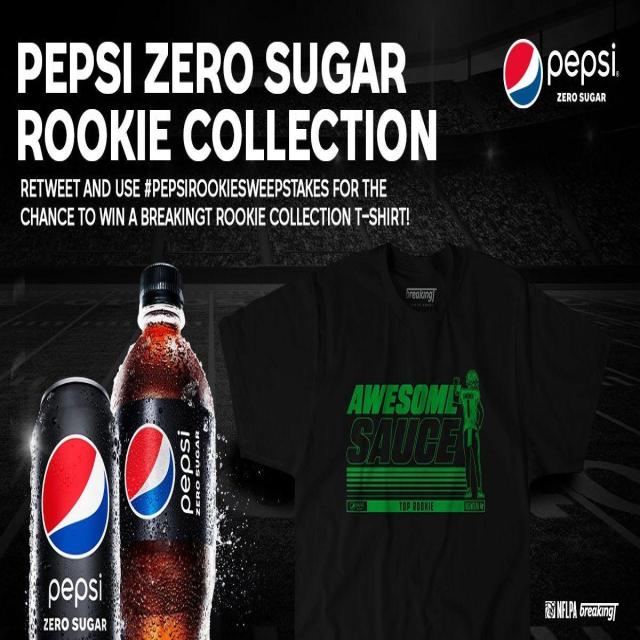 PEPSI ZERO SUGAR
ROOKIE COLLECTION
pepsi
ZERO SUGAR
RETWEET AND USE #PEPSIROOKIESWEEPSTAKES FOR THE
CHANCE TO WIN A BREAKINGT ROOKIE COLLECTION T-SHIRT!
breakingT
AWESOME
SAUCE
TOP ROOKIE
pepsi
ZERO SUGAR
pepsi
ZERO SUGAR
NFLPA breakingT